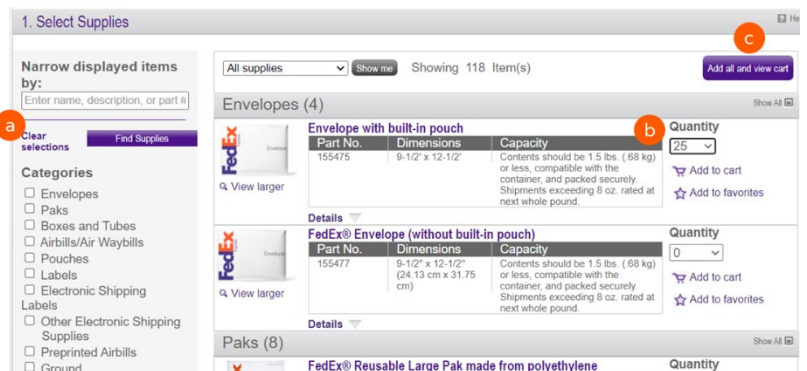 1. Select Supplies
He
c
Narrow displayed items
by:
Enter name, description, or part #
a
Clear
selections
Find Supplies
Categories
Envelopes
Paks
Boxes and Tubes
Airbills/Air Waybills
Pouches
Labels
Electronic Shipping
Labels
Other Electronic Shipping
Supplies
Preprinted Airbills
Ground
All supplies
Show me
Showing 118 Item(s)
Add all and view cart
Envelopes (4)
Show All
FedEx
Envelope
View larger
Envelope with built-in pouch
Part No. Dimensions Capacity
155475 9-1/2' x 12-1/2' Contents should be 1.5 lbs. (.68 kg)
or less, compatible with the
container, and packed securely.
Shipments exceeding 8 oz. rated at
next whole pound.
Details
b
Quantity
25
Add to cart
Add to favorites
FedEx
Envelope
View larger
FedEx® Envelope (without built-in pouch)
Part No. Dimensions Capacity
155477 9-1/2" x 12-1/2" Contents should be 1.5 lbs. (.68 kg)
(24.13 cm x 31.75 or less, compatible with the
cm) container, and packed securely.
Shipments exceeding 8 oz. rated at
next whole pound.
Details
Quantity
0
Add to cart
Add to favorites
Paks (8)
Show All
FedEx® Reusable Large Pak made from polyethylene
Quantity